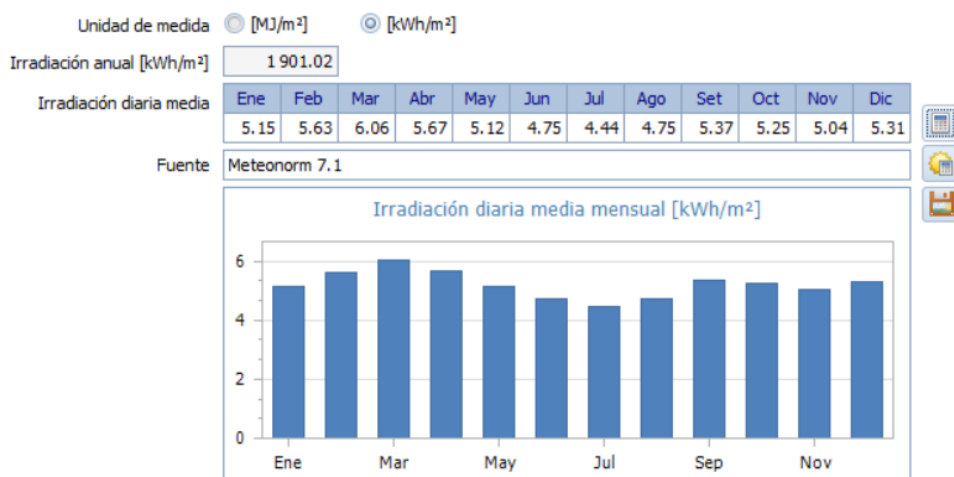 Unidad de medida [MJ/m²] [kWh/m²]
Irradiación anual [kWh/m²] 1 901.02
Irradiación diaria media Ene Feb Mar Abr May Jun Jul Ago Set Oct Nov Dic
5.15 5.63 6.06 5.67 5.12 4.75 4.44 4.75 5.37 5.25 5.04 5.31
Fuente Meteonorm 7.1
Irradiación diaria media mensual [kWh/m²]
6
4
2
0
Ene Mar May Jul Sep Nov